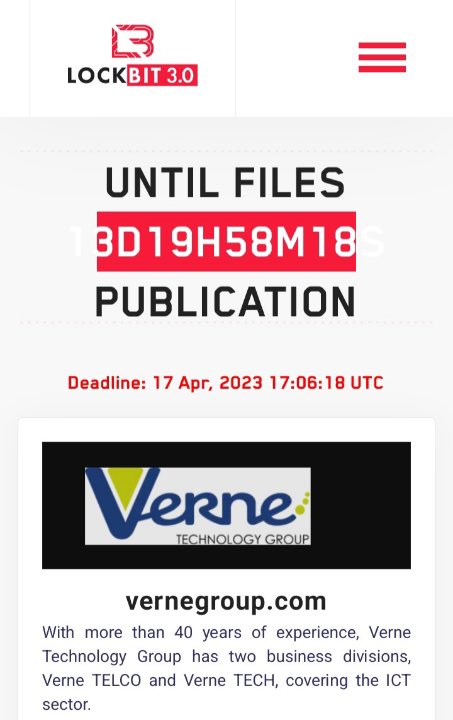 LOCKBIT 3.0
UNTIL FILES
13D19H58M18S
PUBLICATION
Deadline: 17 Apr, 2023 17:06:18 UTC
Verne
TECHNOLOGY GROUP
vernegroup.com
With more than 40 years of experience, Verne
Technology Group has two business divisions,
Verne TELCO and Verne TECH, covering the ICT
sector.